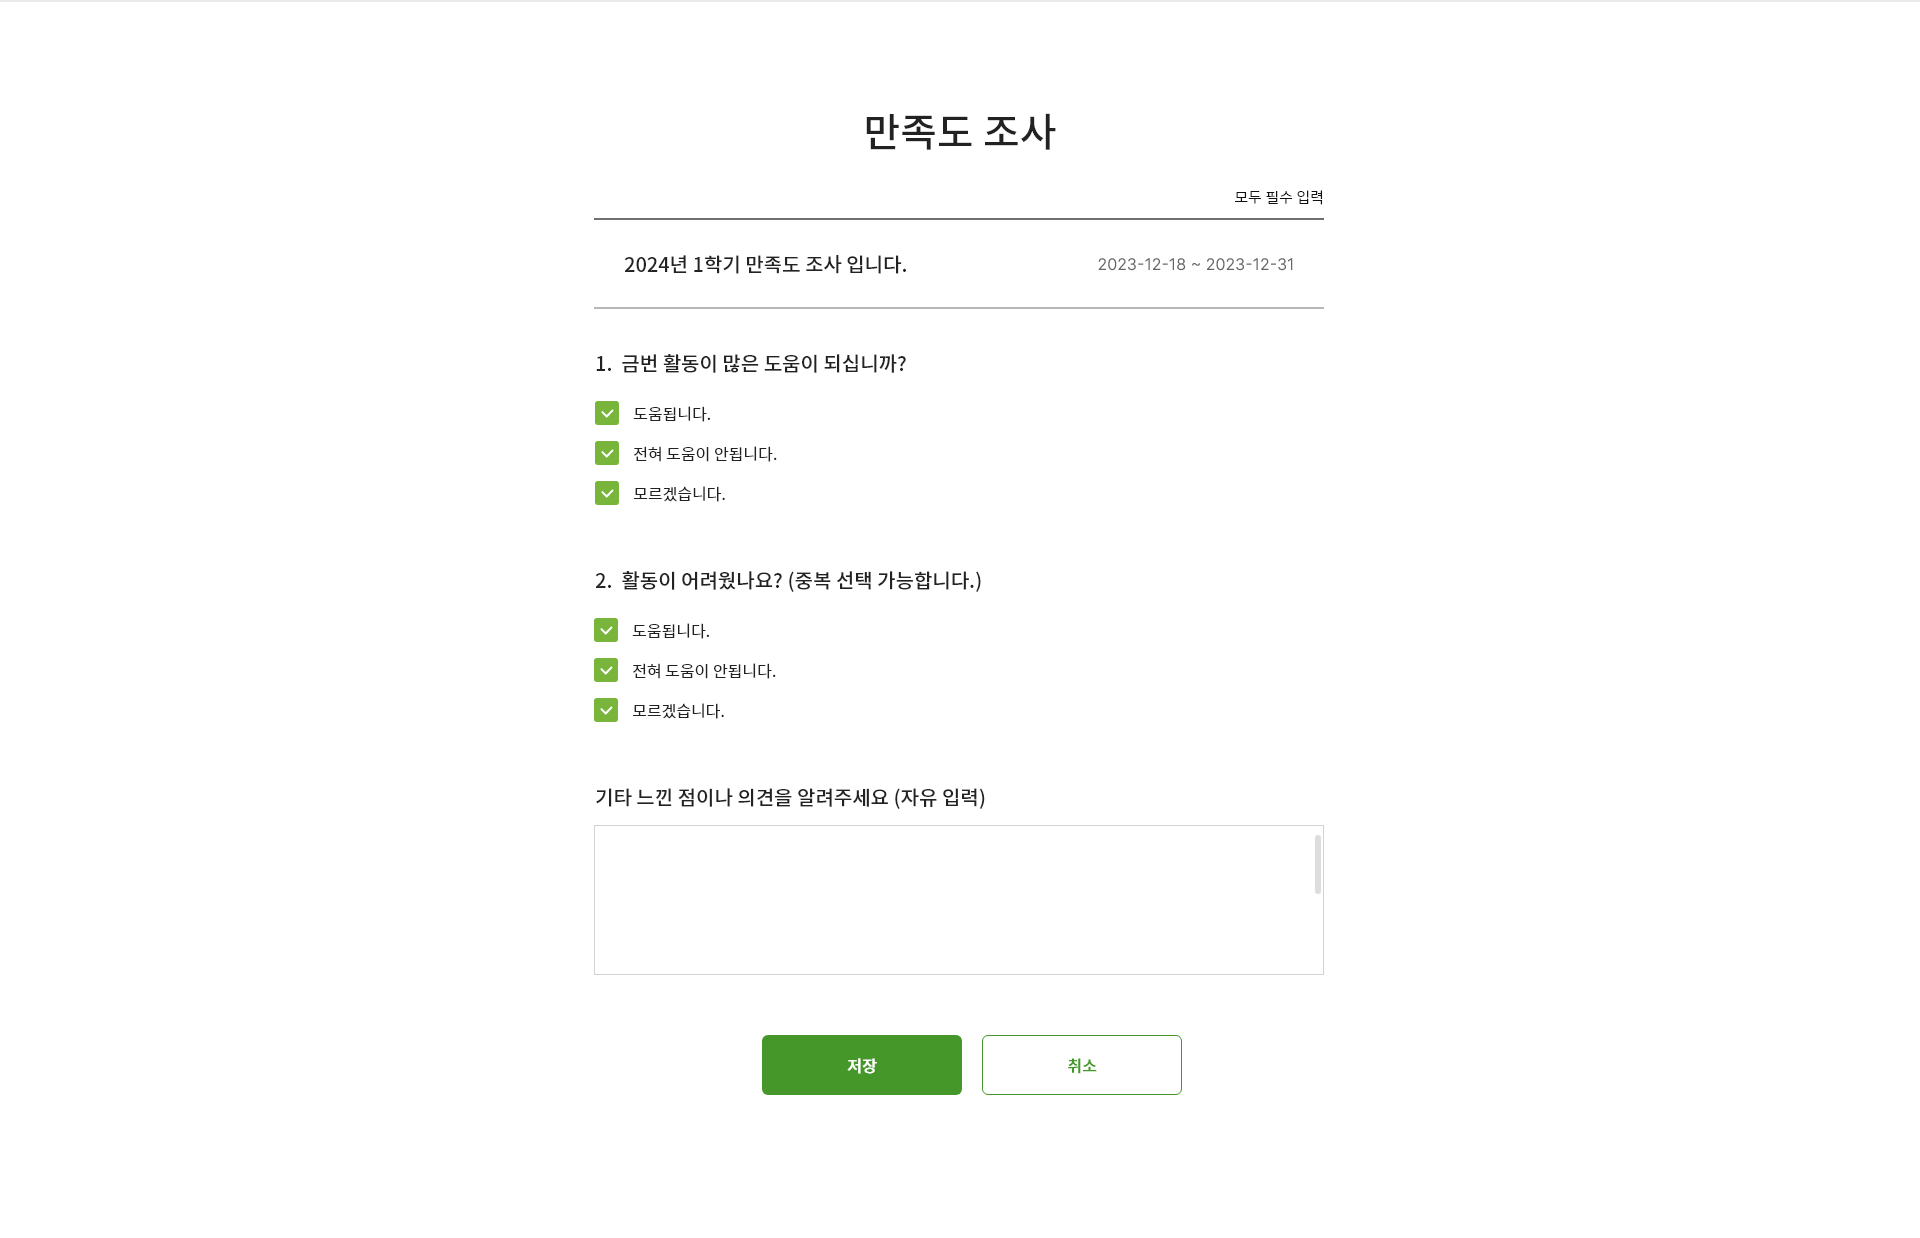 만족도 조사
모두 필수 입력
2024년 1학기 만족도 조사 입니다. 2023-12-18 ~ 2023-12-31
1. 금번 활동이 많은 도움이 되십니까?
도움됩니다.
전혀 도움이 안됩니다.
모르겠습니다.
2. 활동이 어려웠나요? (중복 선택 가능합니다.)
도움됩니다.
전혀 도움이 안됩니다.
모르겠습니다.
기타 느낀 점이나 의견을 알려주세요 (자유 입력)
저장 취소